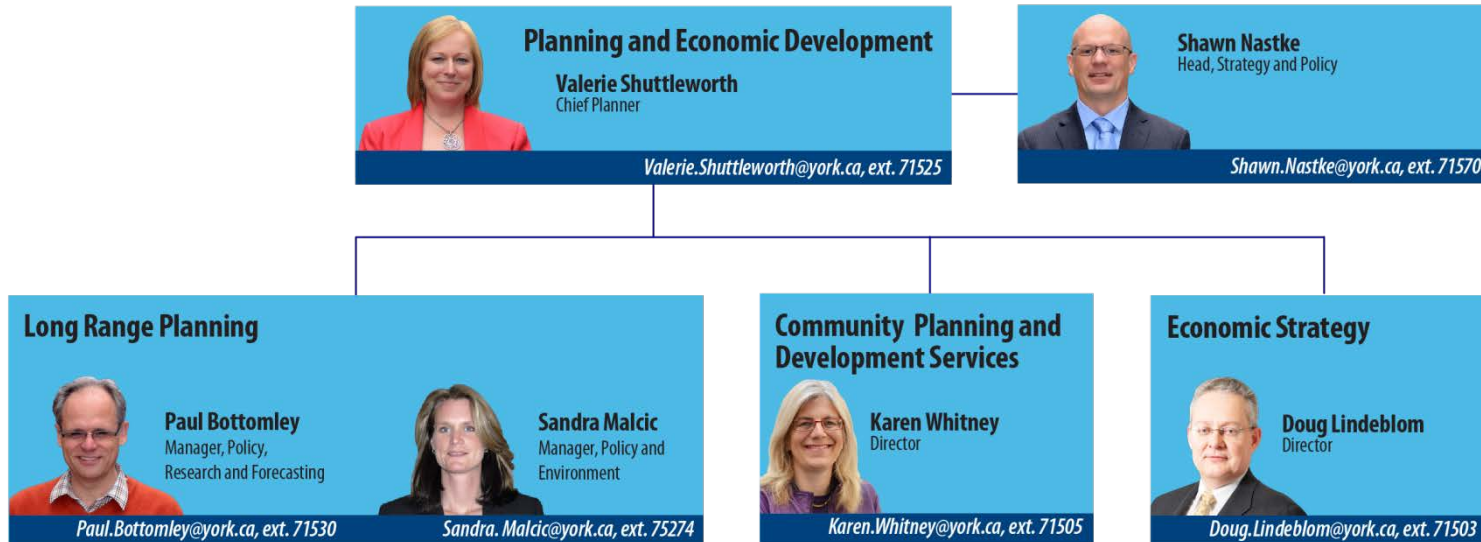 Planning and Economic Development
Valerie Shuttleworth
Chief Planner
Valerie.Shuttleworth@york.ca, ext. 71525
Shawn Nastke
Head, Strategy and Policy
Shawn.Nastke@york.ca, ext. 71570
Long Range Planning
Paul Bottomley
Manager, Policy,
Research and Forecasting
Paul.Bottomley@york.ca, ext. 71530
Sandra Malcic
Manager, Policy and
Environment
Sandra. Malcic@york.ca, ext. 75274
Community Planning and
Development Services
Karen Whitney
Director
Karen.Whitney@york.ca, ext. 71505
Economic Strategy
Doug Lindeblom
Director
Doug.Lindeblom@york.ca, ext. 71503